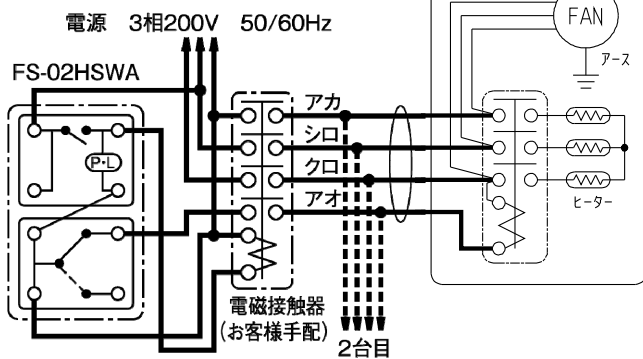 電源 3相200V 50/60Hz
FAN
アース
FS-02HSWA
アカ
シロ
P・L
クロ
アオ
ヒーター
電磁接触器
(お客様手配)
2台目